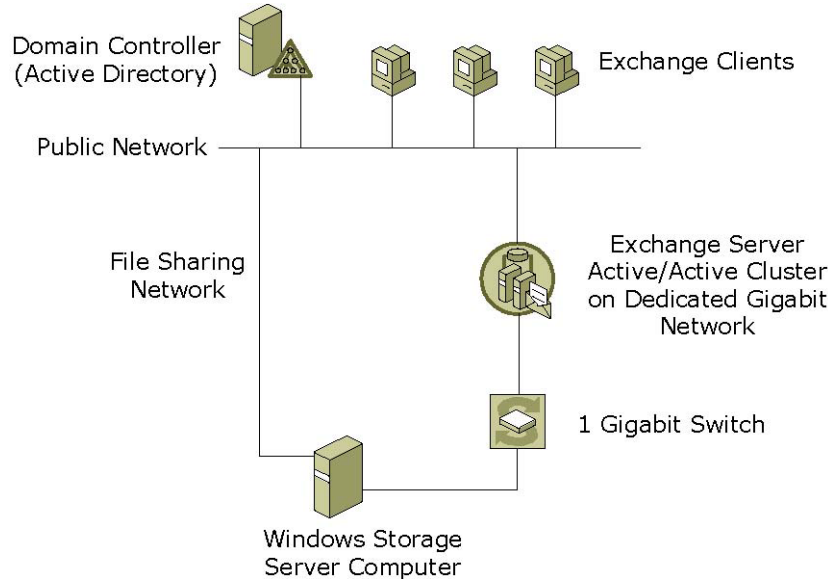 Domain Controller
(Active Directory)
Exchange Clients
Public Network
File Sharing
Network
Exchange Server
Active/Active Cluster
on Dedicated Gigabit
Network
1 Gigabit Switch
Windows Storage
Server Computer